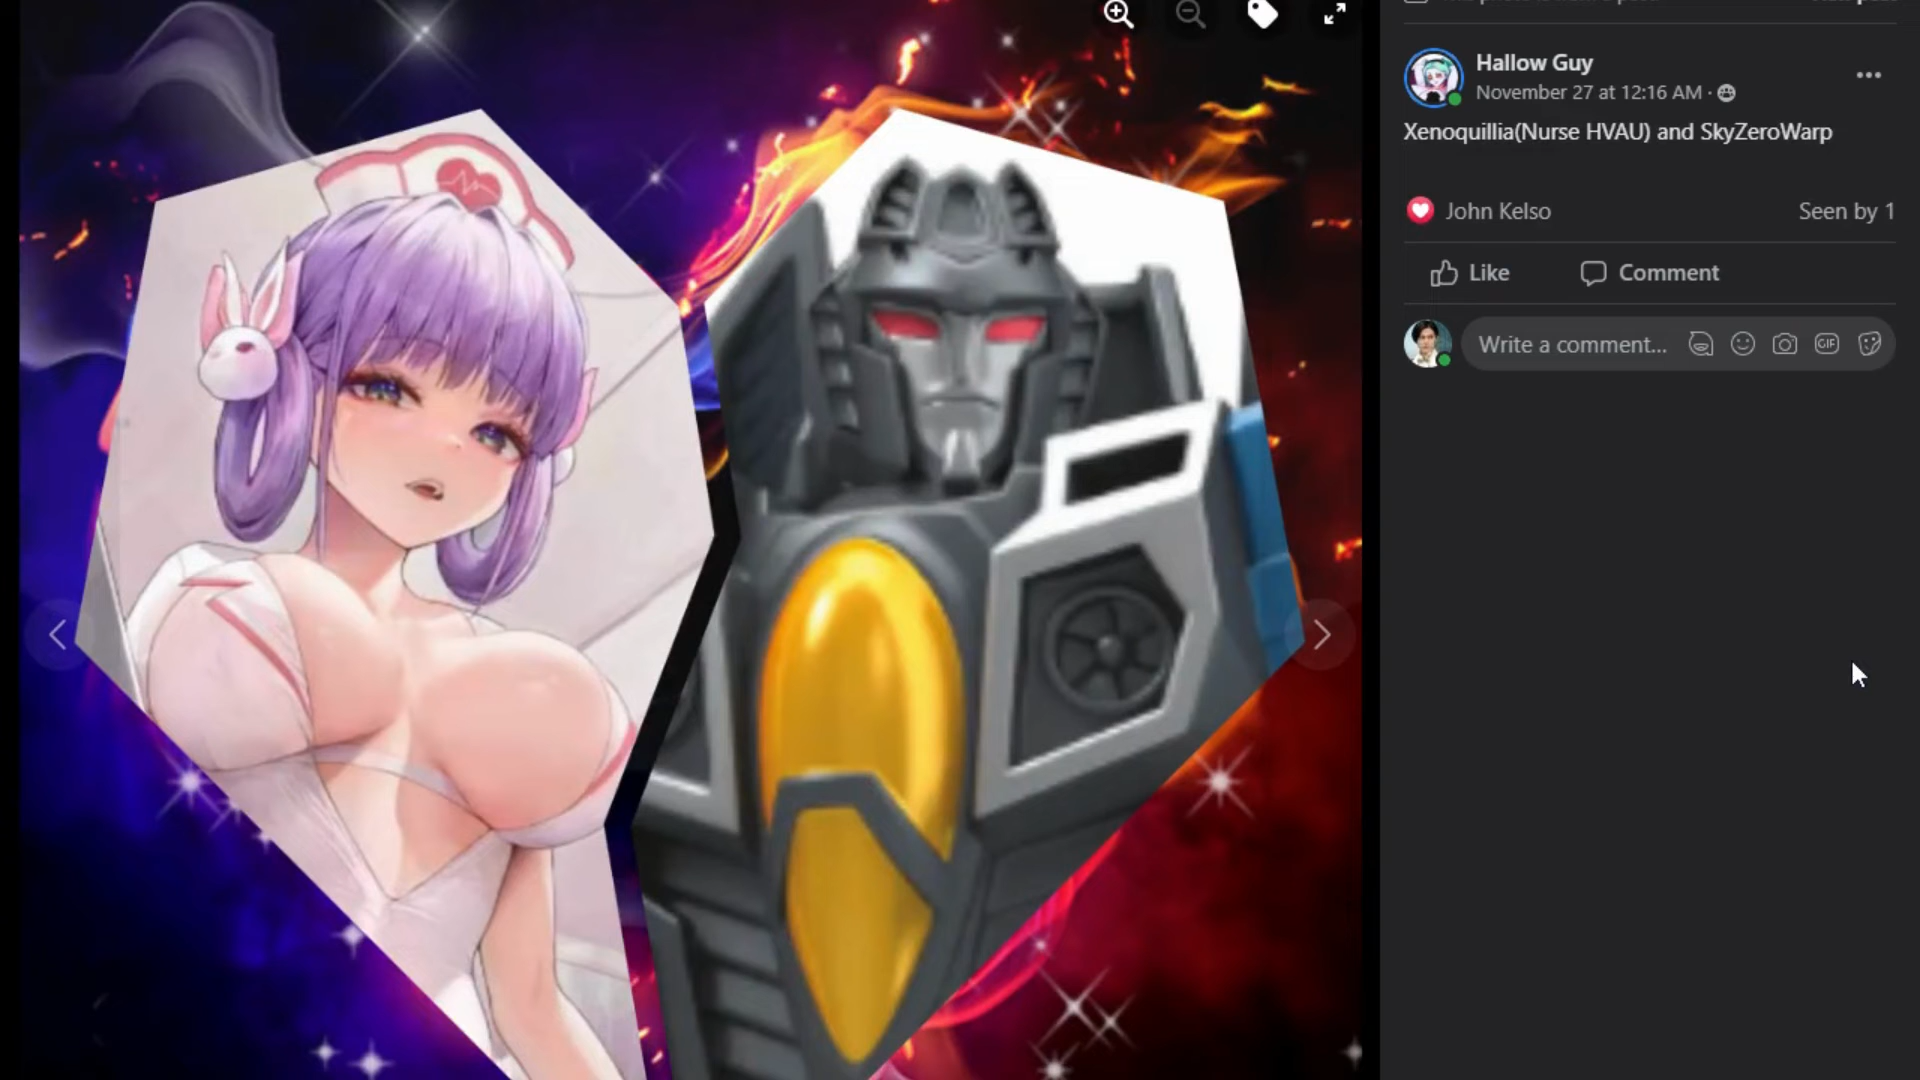 Hallow Guy
November 27 at 12:16 AM ·
Xenoquillia(Nurse HVAU) and SkyZeroWarp
John Kelso
Seen by 1
Like
Comment
Write a comment...
GIF